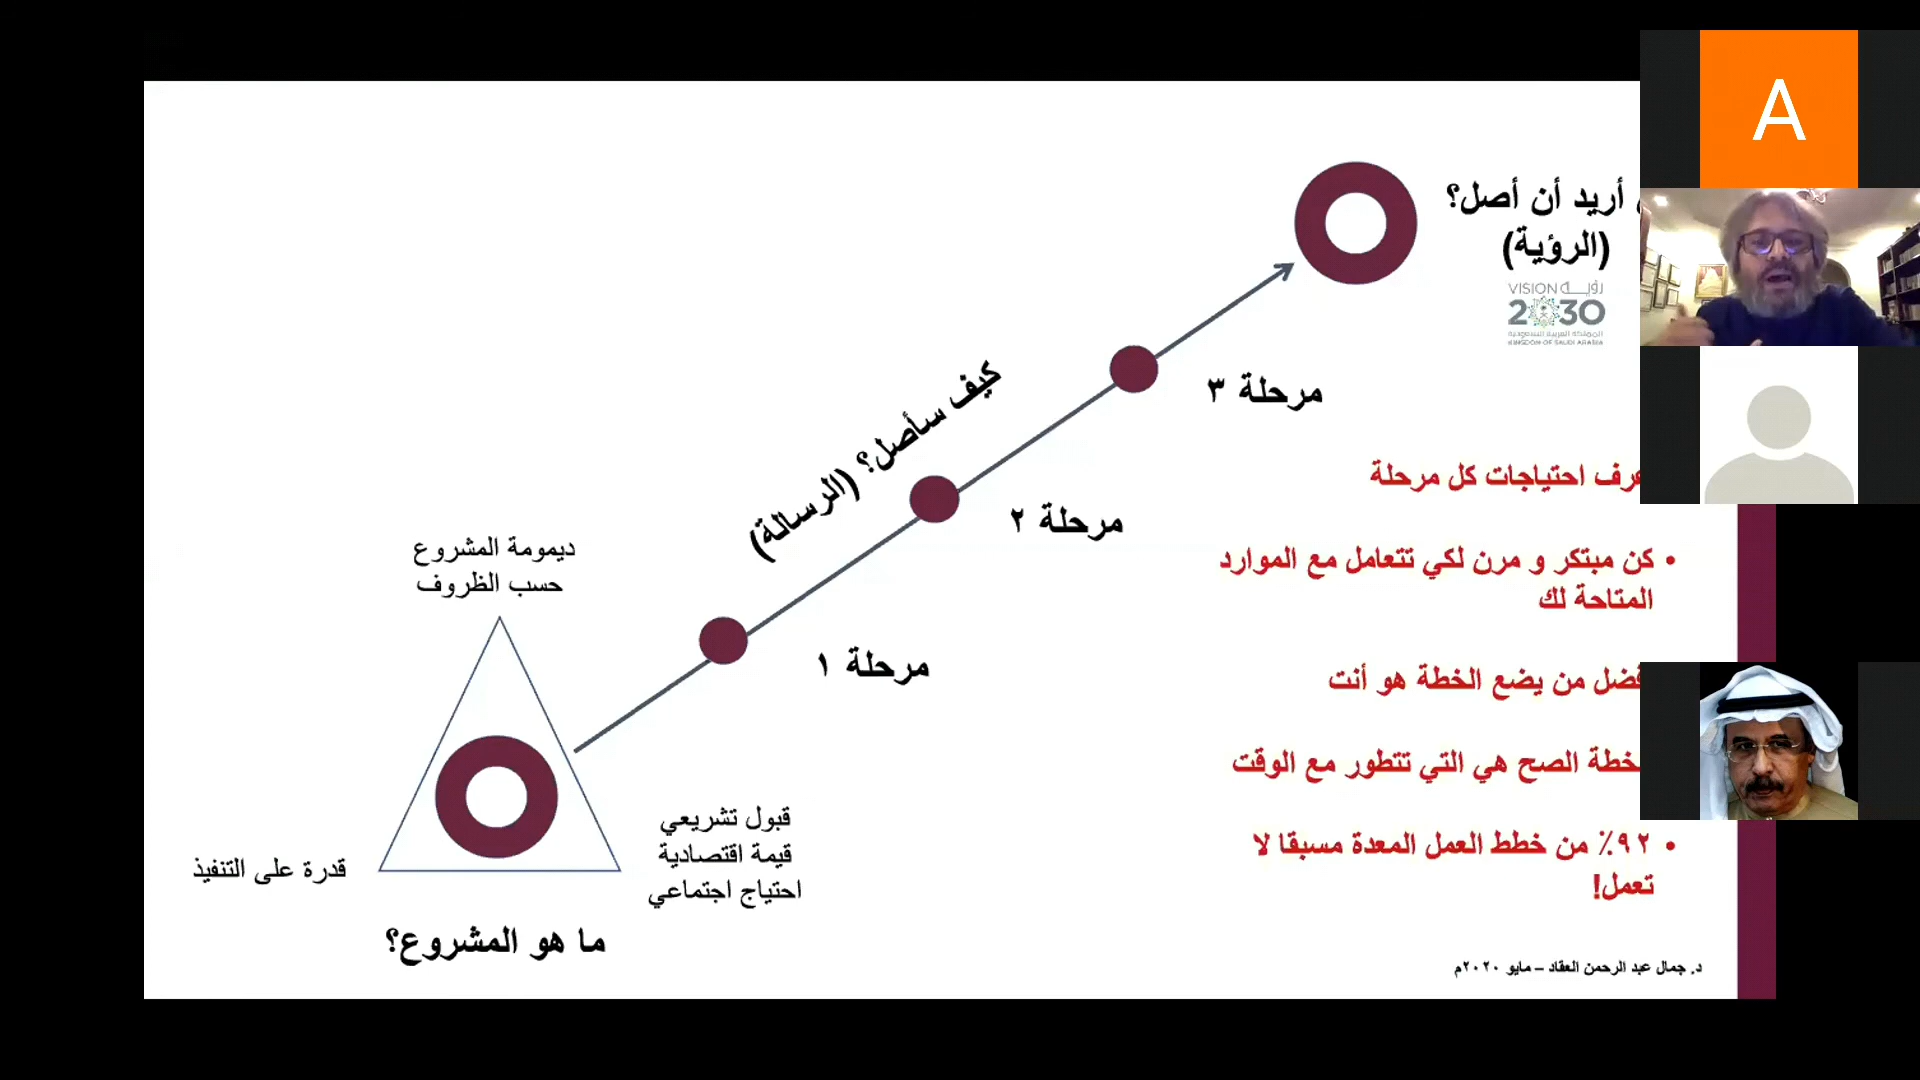 A
أريد أن أصل؟
(الرؤية)
VISION رؤيــة
2030
المملكة العربية السعودية
KINGDOM OF SAUDI ARABIA
مرحلة ٣
كيف سأصل؟ (الرسالة)
مرحلة ٢
مرحلة ١
احتياجات كل مرحلة
• كن مبتكر و مرن لكي تتعامل مع الموارد
المتاحة لك
من يضع الخطة هو أنت
الصح هي التي تتطور مع الوقت
• ٩٢٪ من خطط العمل المعدة مسبقا لا
تعمل!
ديمومة المشروع
حسب الظروف
قبول تشريعي
قيمة اقتصادية
احتياج اجتماعي
قدرة على التنفيذ
ما هو المشروع؟
د. جمال عبد الرحمن العقاد – مايو ٢٠٢٠م